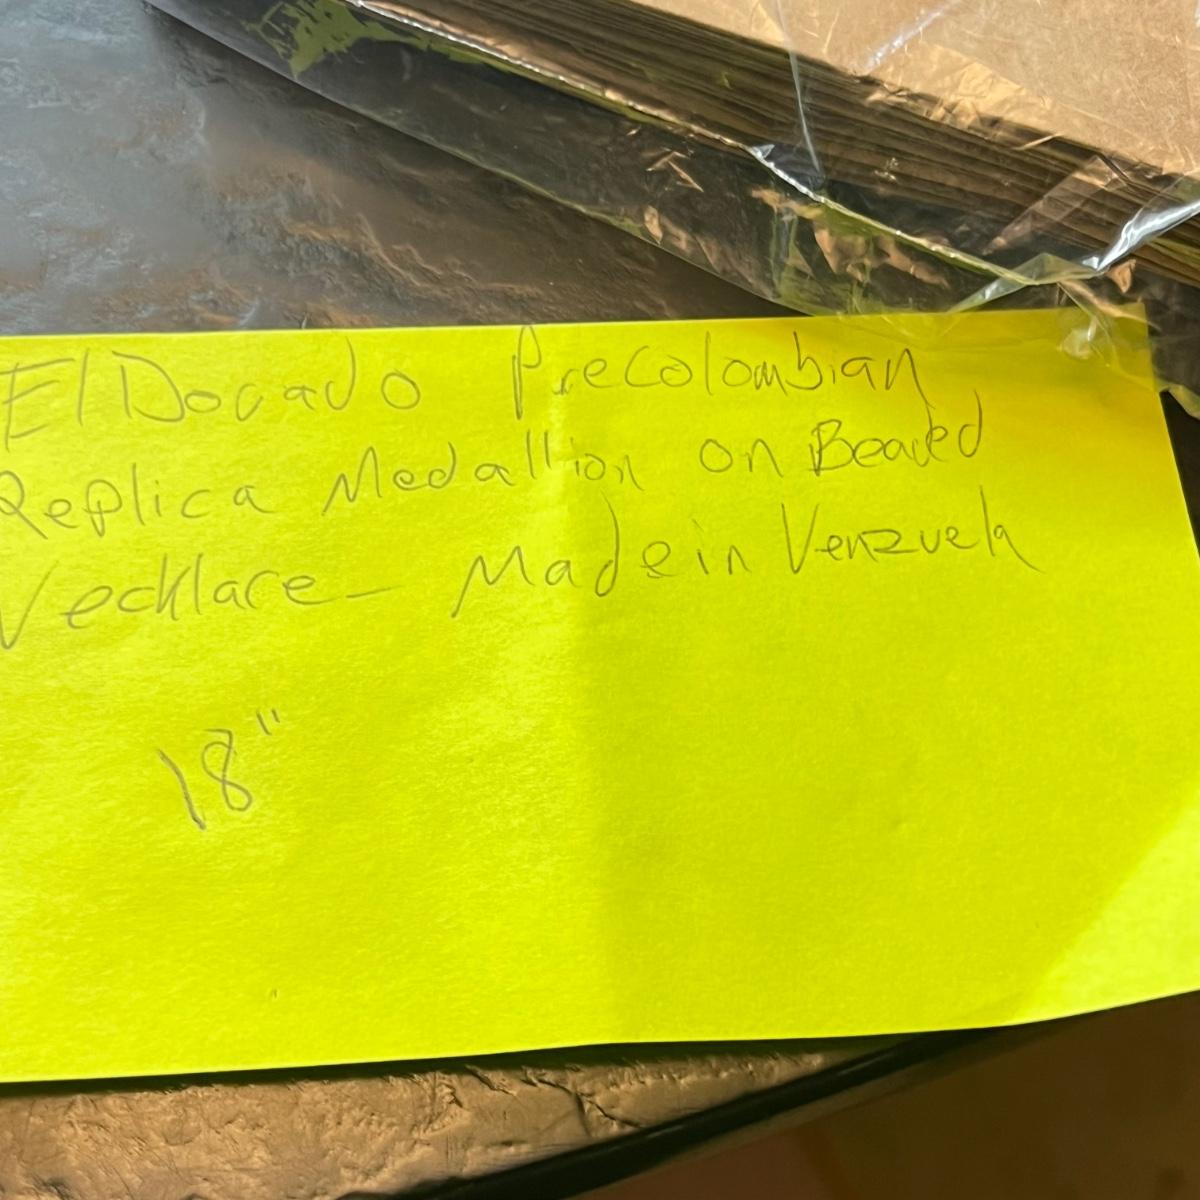 El Dorado Precolombian
Replica Medallion on Beaded
Necklace - Made in Venzuela
18"